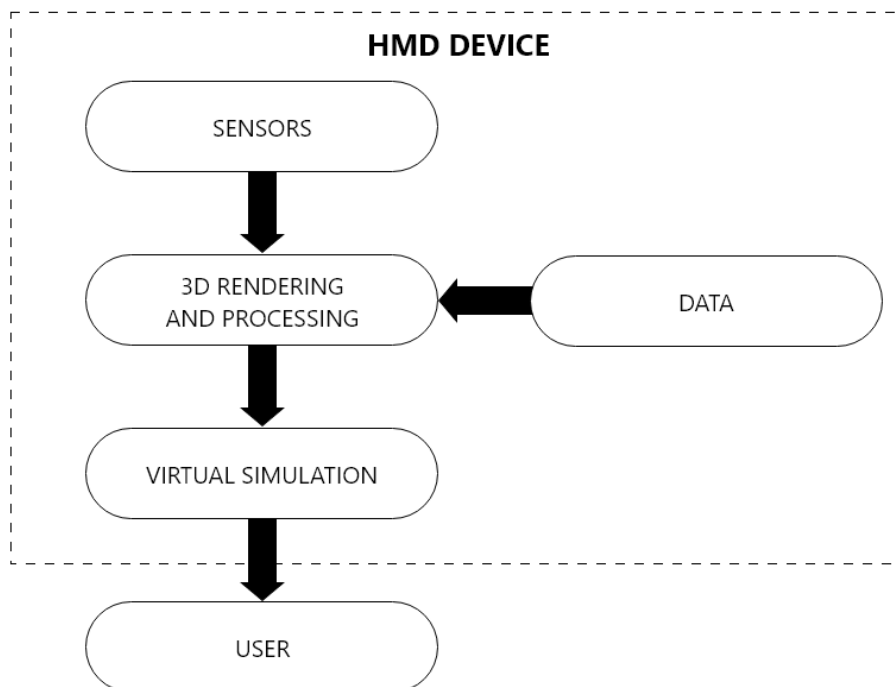 HMD DEVICE
SENSORS
3D RENDERING
AND PROCESSING
DATA
VIRTUAL SIMULATION
USER